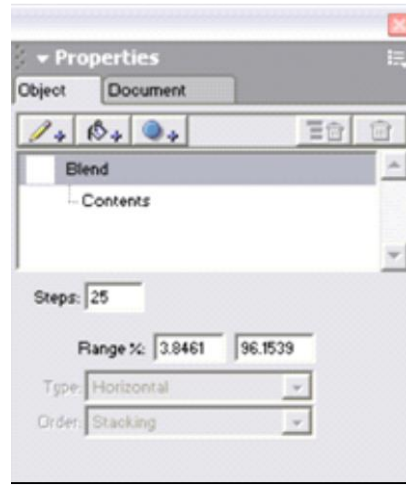 Properties
Object Document
Blend
Contents
Steps: 25
Range %: 3.8461 96.1539
Type: Horizontal
Order: Stacking